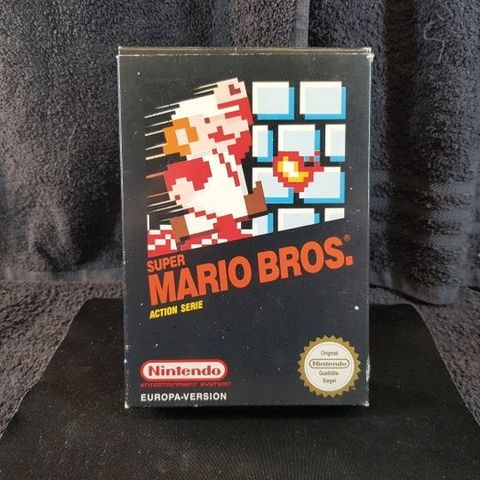 SUPER
MARIO BROS.®
ACTION SERIE
Nintendo
ENTERTAINMENT SYSTEM
EUROPA-VERSION
Original
Nintendo
Qualitäts-
Siegel